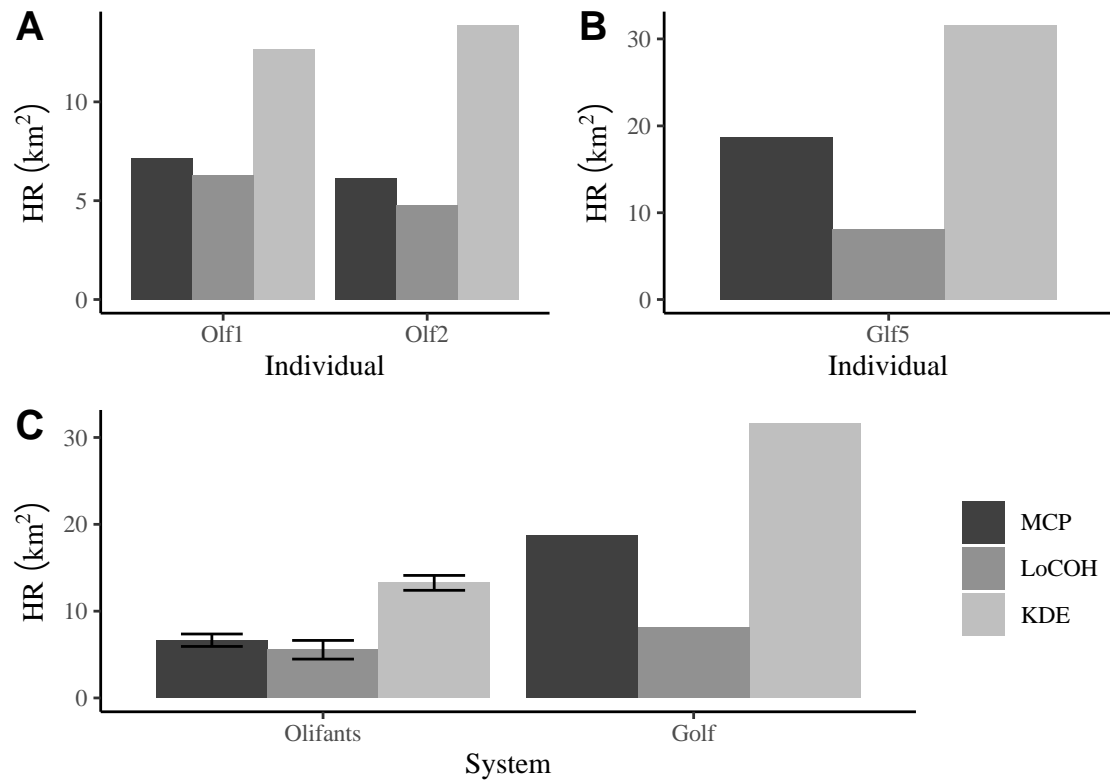 A
HR (km²)
10
5
0
Olf1
Olf2
Individual
B
HR (km²)
30
20
10
0
Glf5
Individual
C
HR (km²)
30
20
10
0
Olifants
Golf
System
MCP
LoCOH
KDE